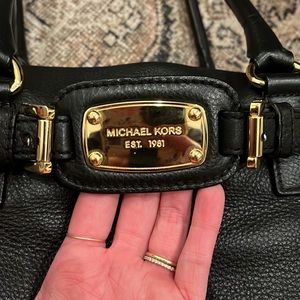 MICHAEL KORS
EST. 1981